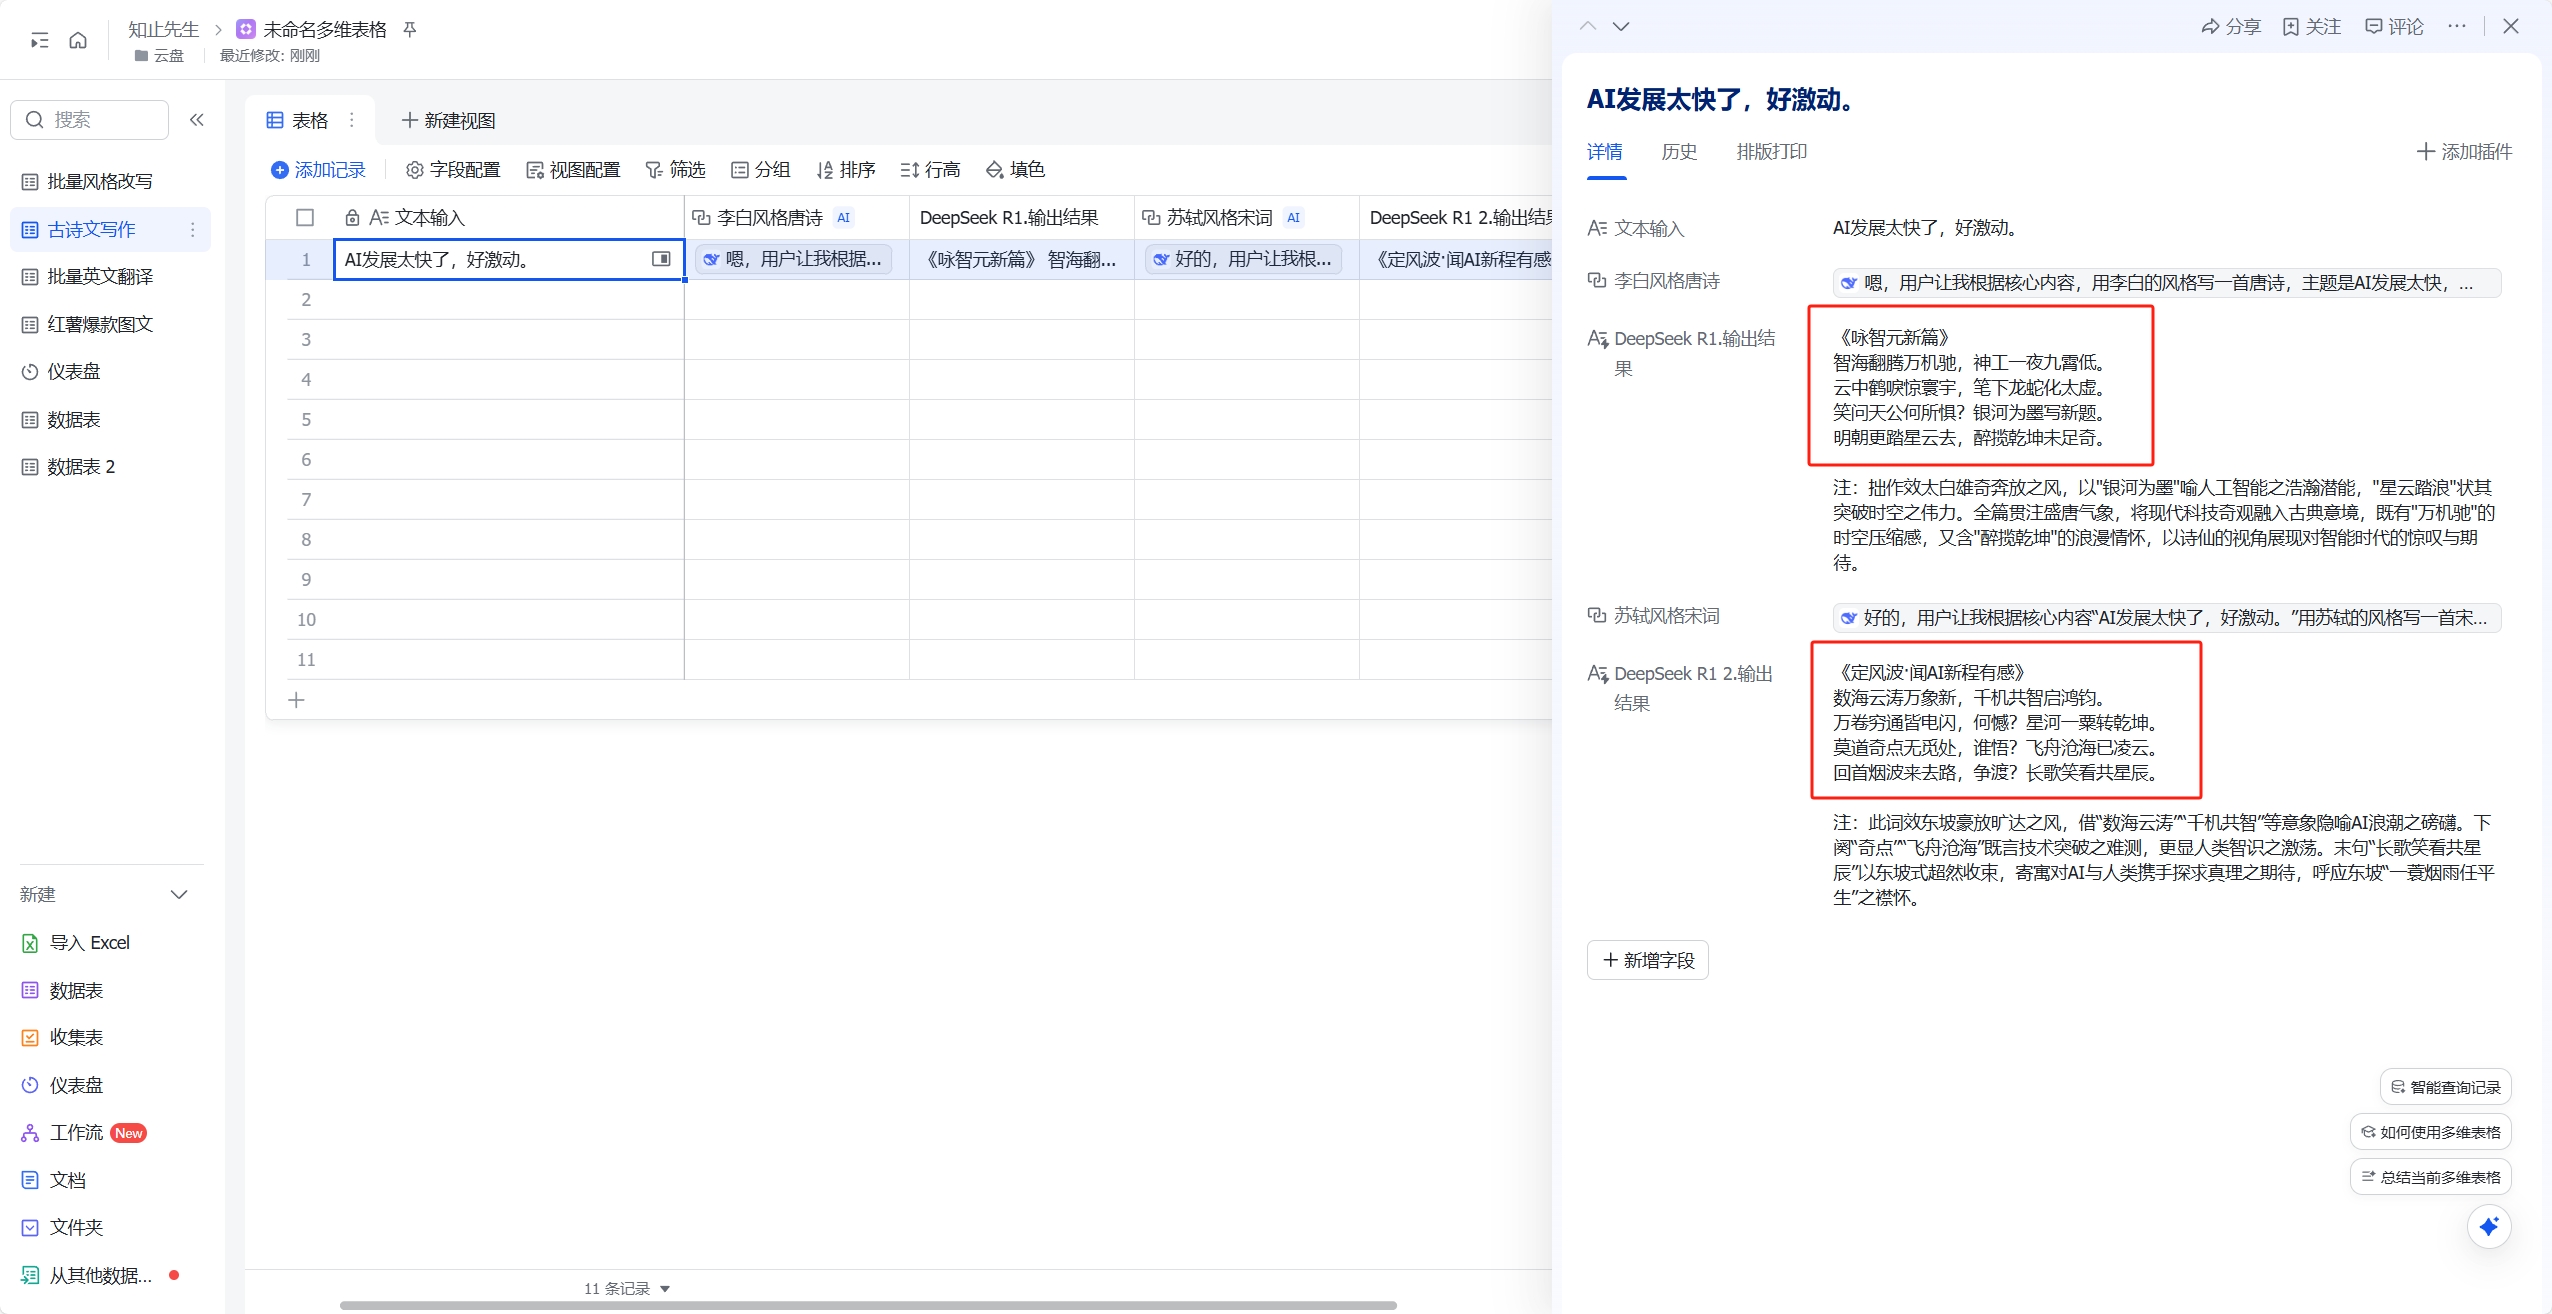 知止先生
未命名多维表格
云盘
最近修改: 刚刚
搜索
批量风格改写
古诗文写作
批量英文翻译
红薯爆款图文
仪表盘
数据表
数据表 2
新建
导入 Excel
数据表
收集表
仪表盘
工作流 New
文档
文件夹
从其他数据...
表格
新建视图
添加记录 字段配置 视图配置 筛选 分组 排序 行高 填色
文本输入 李白风格唐诗 AI DeepSeek R1.输出结果 苏轼风格宋词 AI DeepSeek R1 2.输出结果
1 AI发展太快了，好激动。 嗯，用户让我根据... 《咏智元新篇》 智海翻... 好的，用户让我根... 《定风波·闻AI新程有感
2
3
4
5
6
7
8
9
10
11
11 条记录
分享 关注 评论
AI发展太快了，好激动。
详情 历史 排版打印 添加插件
文本输入 AI发展太快了，好激动。
李白风格唐诗 嗯，用户让我根据核心内容，用李白的风格写一首唐诗，主题是AI发展太快，...
DeepSeek R1.输出结
果
《咏智元新篇》
智海翻腾万机驰，神工一夜九霄低。
云中鹤唳惊寰宇，笔下龙蛇化太虚。
笑问天公何所惧？银河为墨写新题。
明朝更踏星云去，醉揽乾坤未足奇。
注：拙作效太白雄奇奔放之风，以"银河为墨"喻人工智能之浩瀚潜能，"星云踏浪"状其
突破时空之伟力。全篇贯注盛唐气象，将现代科技奇观融入古典意境，既有"万机驰"的
时空压缩感，又含"醉揽乾坤"的浪漫情怀，以诗仙的视角展现对智能时代的惊叹与期
待。
苏轼风格宋词 好的，用户让我根据核心内容“AI发展太快了，好激动。”用苏轼的风格写一首宋...
DeepSeek R1 2.输出
结果
《定风波·闻AI新程有感》
数海云涛万象新，千机共智启鸿钧。
万卷穷通皆电闪，何憾？星河一粟转乾坤。
莫道奇点无觅处，谁悟？飞舟沧海已凌云。
回首烟波来去路，争渡？长歌笑看共星辰。
注：此词效东坡豪放旷达之风，借“数海云涛”“千机共智”等意象隐喻AI浪潮之磅礴。下
阕“奇点”“飞舟沧海”既言技术突破之难测，更显人类智识之激荡。末句“长歌笑看共星
辰”以东坡式超然收束，寄寓对AI与人类携手探求真理之期待，呼应东坡“一蓑烟雨任平
生”之襟怀。
新增字段
智能查询记录
如何使用多维表格
总结当前多维表格